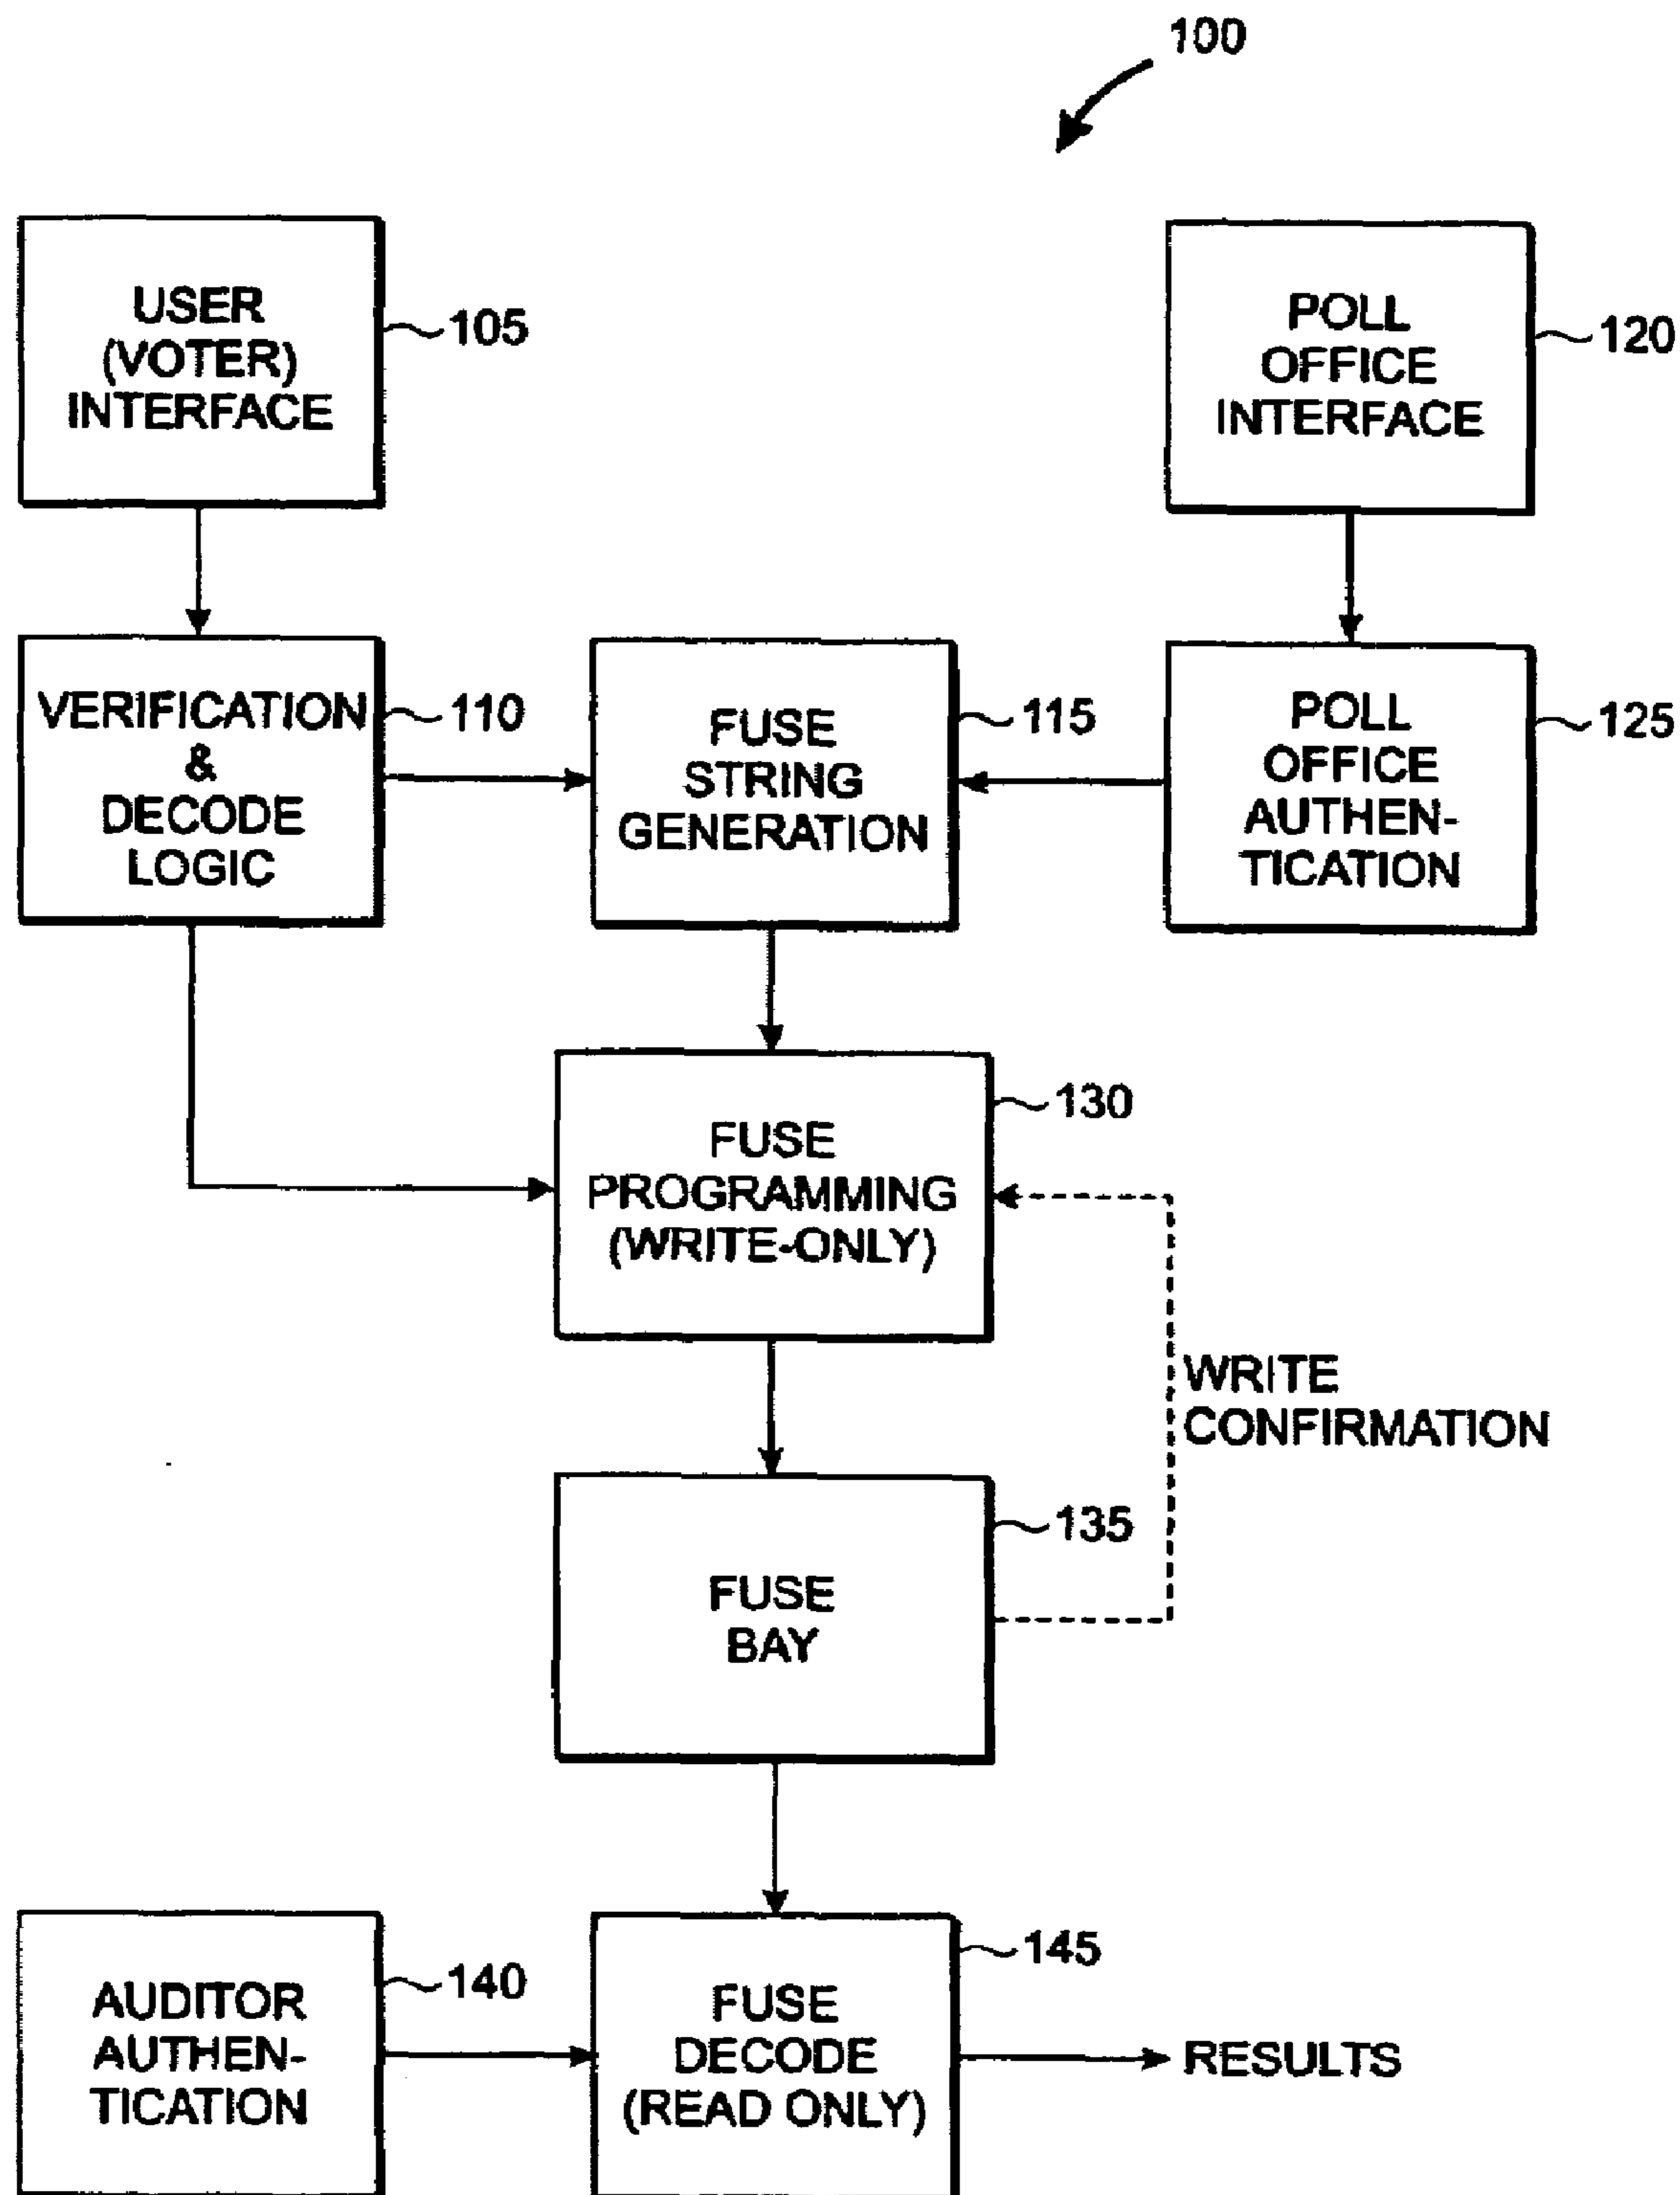 100
USER
(VOTER)
INTERFACE
105
POLL
OFFICE
INTERFACE
120
VERIFICATION
&
DECODE
LOGIC
110
FUSE
STRING
GENERATION
115
POLL
OFFICE
AUTHEN-
TICATION
125
FUSE
PROGRAMMING
(WRITE-ONLY)
130
WRITE
CONFIRMATION
FUSE
BAY
135
AUDITOR
AUTHEN-
TICATION
140
FUSE
DECODE
(READ ONLY)
145
RESULTS